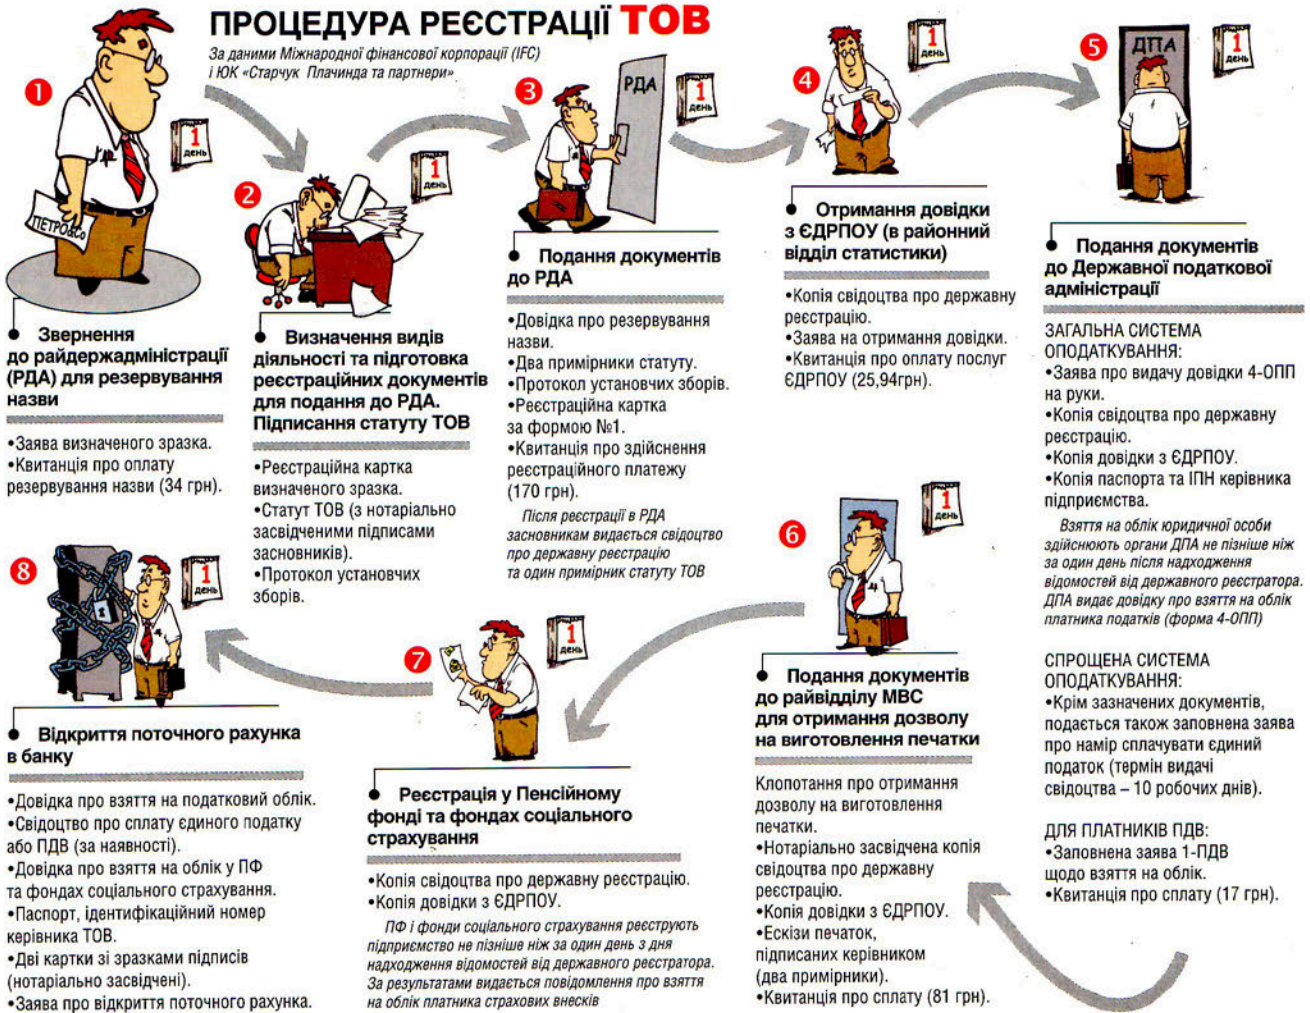 ПРОЦЕДУРА РЕЄСТРАЦІЇ ТОВ
За даними Міжнародної фінансової корпорації (IFC)
і ЮК «Старчук Плачинда та партнери»
1
1
день
ПЕТРО&Co
Звернення
до райдержадміністрації
(РДА) для резервування
назви
•Заява визначеного зразка.
•Квитанція про оплату
резервування назви (34 грн).
2
1
день
Визначення видів
діяльності та підготовка
реєстраційних документів
для подання до РДА.
Підписання статуту ТОВ
•Реєстраційна картка
визначеного зразка.
•Статут ТОВ (з нотаріально
засвідченими підписами
засновників).
•Протокол установчих
зборів.
3
РДА
1
день
Подання документів
до РДА
•Довідка про резервування
назви.
•Два примірники статуту.
•Протокол установчих зборів.
•Реєстраційна картка
за формою №1.
•Квитанція про здійснення
реєстраційного платежу
(170 грн).
Після реєстрації в РДА
засновникам видається свідоцтво
про державну реєстрацію
та один примірник статуту ТОВ
4
1
день
Отримання довідки
з ЄДРПОУ (в районний
відділ статистики)
•Копія свідоцтва про державну
реєстрацію.
•Заява на отримання довідки.
•Квитанція про оплату послуг
ЄДРПОУ (25,94грн).
5
ДПА
1
день
Подання документів
до Державної податкової
адміністрації
ЗАГАЛЬНА СИСТЕМА
ОПОДАТКУВАННЯ:
•Заява про видачу довідки 4-ОПП
на руки.
•Копія свідоцтва про державну
реєстрацію.
•Копія довідки з ЄДРПОУ.
•Копія паспорта та ІПН керівника
підприємства.
Взяття на облік юридичної особи
здійснюють органи ДПА не пізніше ніж
за один день після надходження
відомостей від державного реєстратора.
ДПА видає довідку про взяття на облік
платника податків (форма 4-ОПП)
СПРОЩЕНА СИСТЕМА
ОПОДАТКУВАННЯ:
•Крім зазначених документів,
подається також заповнена заява
про намір сплачувати єдиний
податок (термін видачі
свідоцтва – 10 робочих днів).
ДЛЯ ПЛАТНИКІВ ПДВ:
•Заповнена заява 1-ПДВ
щодо взяття на облік.
•Квитанція про сплату (17 грн).
6
1
день
Подання документів
до райвідділу МВС
для отримання дозволу
на виготовлення печатки
Клопотання про отримання
дозволу на виготовлення
печатки.
•Нотаріально засвідчена копія
свідоцтва про державну
реєстрацію.
•Копія довідки з ЄДРПОУ.
•Ескізи печаток,
підписаних керівником
(два примірники).
•Квитанція про сплату (81 грн).
7
1
день
Реєстрація у Пенсійному
фонді та фондах соціального
страхування
•Копія свідоцтва про державну реєстрацію.
•Копія довідки з ЄДРПОУ.
ПФ і фонди соціального страхування реєструють
підприємство не пізніше ніж за один день з дня
надходження відомостей від державного реєстратора.
За результатами видається повідомлення про взяття
на облік платника страхових внесків
8
1
день
Відкриття поточного рахунка
в банку
•Довідка про взяття на податковий облік.
•Свідоцтво про сплату єдиного податку
або ПДВ (за наявності).
•Довідка про взяття на облік у ПФ
та фондах соціального страхування.
•Паспорт, ідентифікаційний номер
керівника ТОВ.
•Дві картки зі зразками підписів
(нотаріально засвідчені).
•Заява про відкриття поточного рахунка.